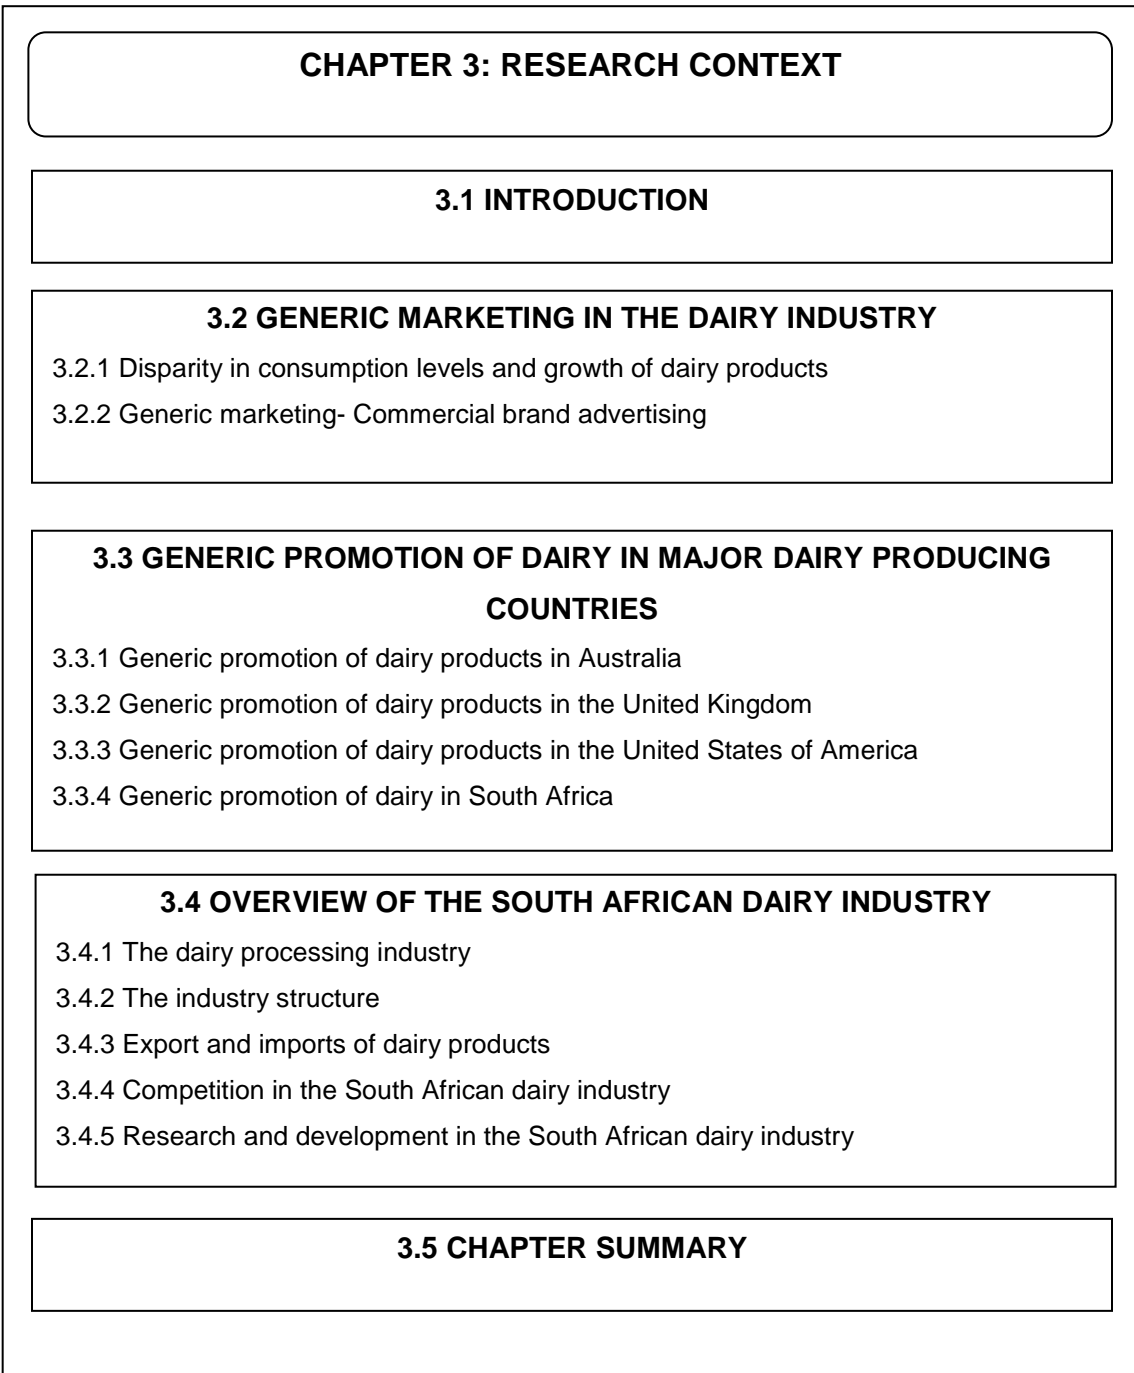 CHAPTER 3: RESEARCH CONTEXT
3.1 INTRODUCTION
3.2 GENERIC MARKETING IN THE DAIRY INDUSTRY
3.2.1 Disparity in consumption levels and growth of dairy products
3.2.2 Generic marketing- Commercial brand advertising
3.3 GENERIC PROMOTION OF DAIRY IN MAJOR DAIRY PRODUCING
COUNTRIES
3.3.1 Generic promotion of dairy products in Australia
3.3.2 Generic promotion of dairy products in the United Kingdom
3.3.3 Generic promotion of dairy products in the United States of America
3.3.4 Generic promotion of dairy in South Africa
3.4 OVERVIEW OF THE SOUTH AFRICAN DAIRY INDUSTRY
3.4.1 The dairy processing industry
3.4.2 The industry structure
3.4.3 Export and imports of dairy products
3.4.4 Competition in the South African dairy industry
3.4.5 Research and development in the South African dairy industry
3.5 CHAPTER SUMMARY